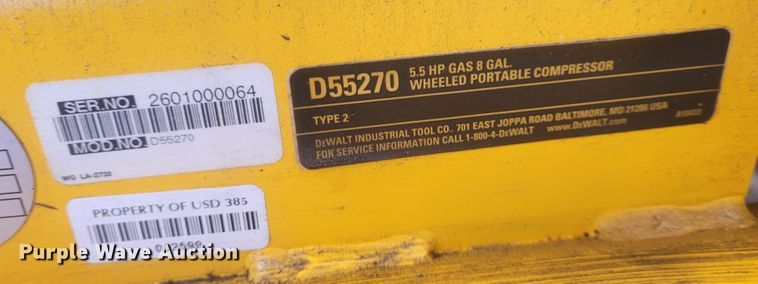 SER.NO. 2601000064
MOD.NO. D55270
WG LA-2733
PROPERTY OF USD 385
D55270 5.5 HP GAS 8 GAL.
WHEELED PORTABLE COMPRESSOR
TYPE 2
DEWALT INDUSTRIAL TOOL CO., 701 EAST JOPPA ROAD BALTIMORE, MD 21286 USA
FOR SERVICE INFORMATION CALL 1-800-4-DEWALT www.DEWALT.com
Purple Wave Auction